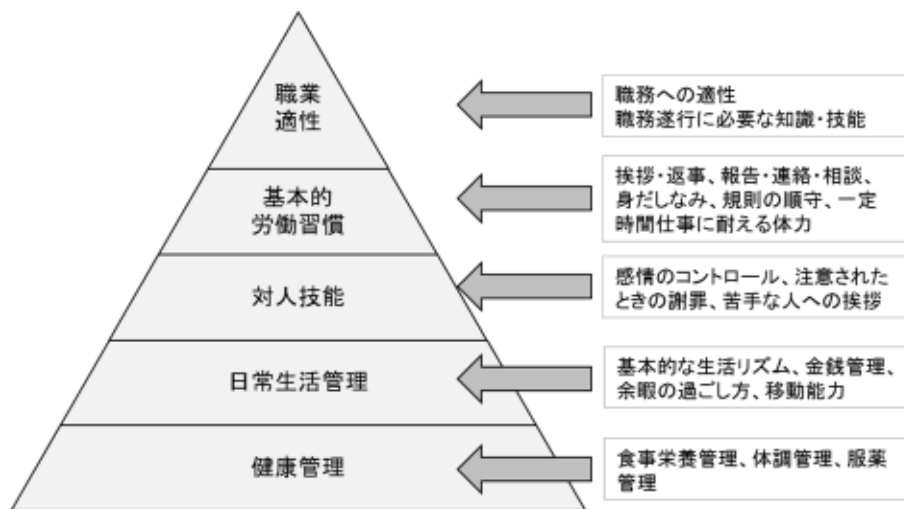 職業
適性
職務への適性
職務遂行に必要な知識・技能
基本的
労働習慣
挨拶・返事、報告・連絡・相談、
身だしなみ、規則の順守、一定
時間仕事に耐える体力
対人技能
感情のコントロール、注意された
ときの謝罪、苦手な人への挨拶
日常生活管理
基本的な生活リズム、金銭管理、
余暇の過ごし方、移動能力
健康管理
食事栄養管理、体調管理、服薬
管理